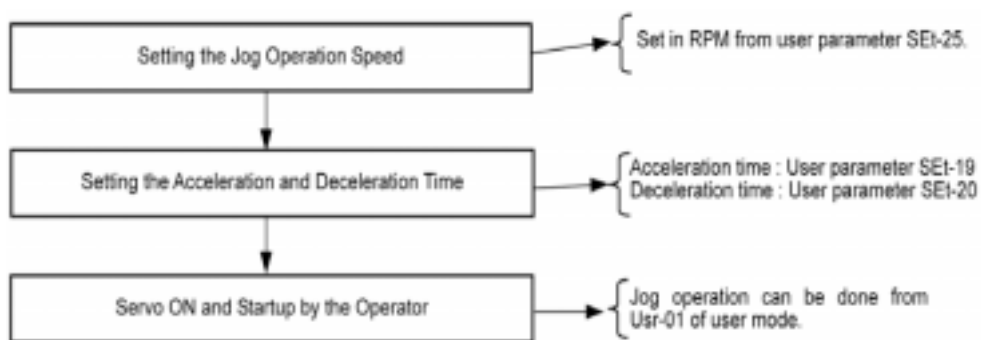 Setting the Jog Operation Speed
Set in RPM from user parameter SEt-25.
Setting the Acceleration and Deceleration Time
Acceleration time : User parameter SEt-19
Deceleration time : User parameter SEt-20
Servo ON and Startup by the Operator
Jog operation can be done from
Usr-01 of user mode.